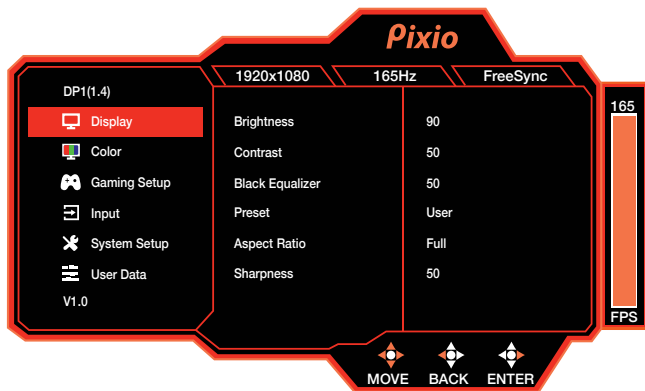 Pixio
1920x1080 165Hz FreeSync
DP1(1.4)
Display
Color
Gaming Setup
Input
System Setup
User Data
V1.0
Brightness 90
Contrast 50
Black Equalizer 50
Preset User
Aspect Ratio Full
Sharpness 50
165
FPS
MOVE BACK ENTER